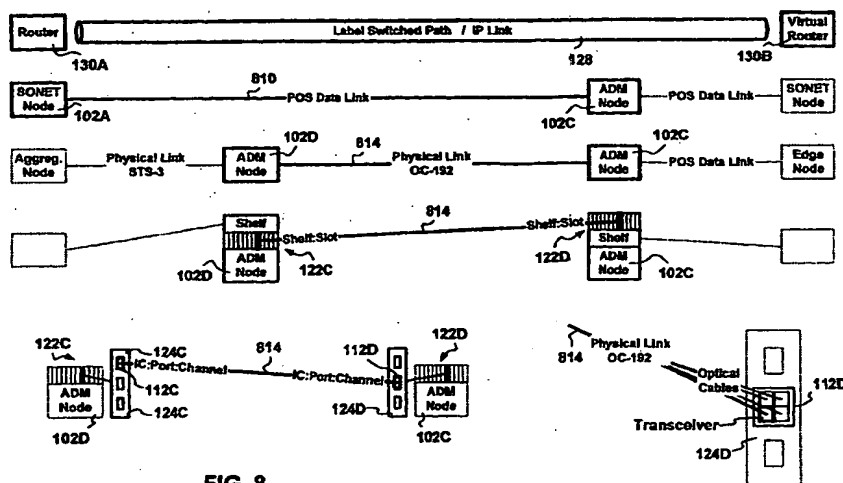 Router
Label Switched Path / IP Link
Virtual Router
130A
128
130B
SONET Node
810
POS Data Link
ADM Node
POS Data Link
SONET Node
102A
102C
Aggreg. Node
Physical Link STS-3
ADM Node
102D
814
Physical Link OC-192
ADM Node
102C
POS Data Link
Edge Node
Shelf
Shelf:Slot
814
Shelf:Slot
Shelf
ADM Node
102D
122C
122D
ADM Node
102C
122C
ADM Node
102D
124C
IC:Port:Channel
112C
124C
814
112D
IC:Port:Channel
124D
122D
ADM Node
102C
814
Physical Link OC-192
Optical Cables
112D
Transceiver
124D
FIG. 8